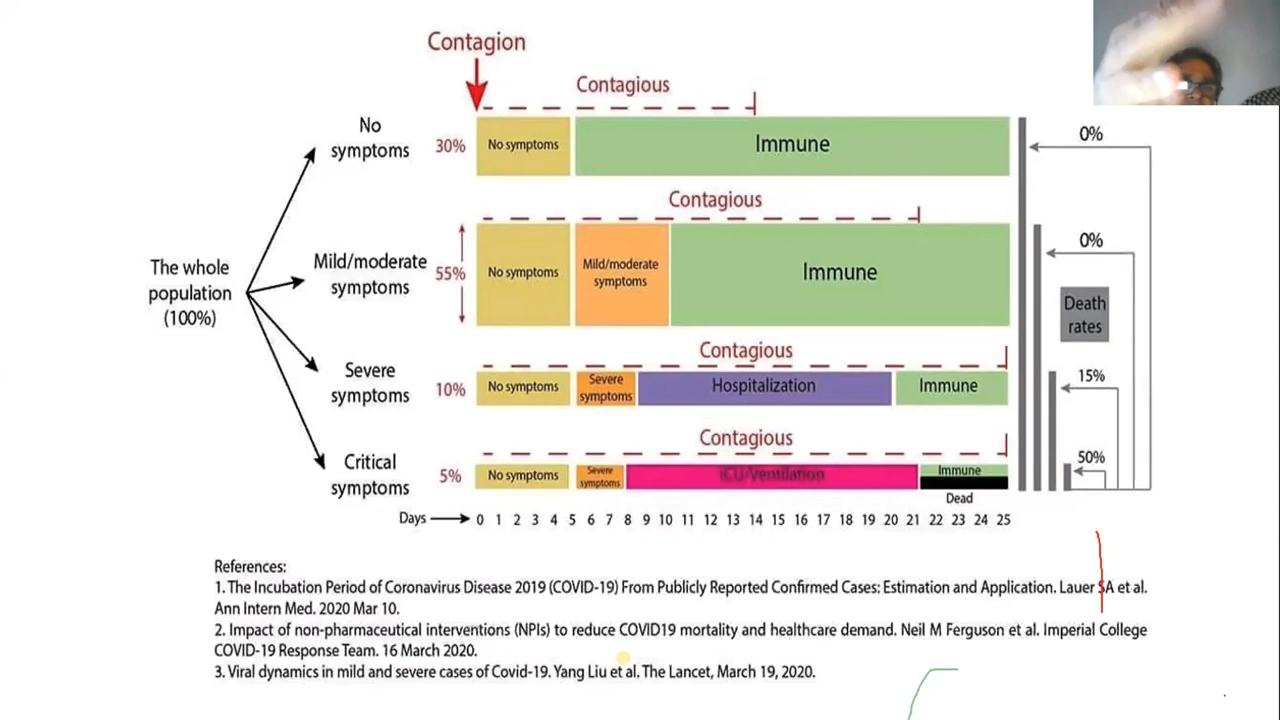 Contagion
Contagious
No
symptoms
30%
No symptoms
Immune
0%
Contagious
Mild/moderate
symptoms
55%
No symptoms
Mild/moderate
symptoms
Immune
0%
The whole
population
(100%)
Death
rates
Contagious
Severe
symptoms
10%
No symptoms
Severe
symptoms
Hospitalization
Immune
15%
Contagious
Critical
symptoms
5%
No symptoms
Severe
symptoms
ICU/Ventilation
Immune
Dead
50%
Days 0 1 2 3 4 5 6 7 8 9 10 11 12 13 14 15 16 17 18 19 20 21 22 23 24 25
References:
1. The Incubation Period of Coronavirus Disease 2019 (COVID-19) From Publicly Reported Confirmed Cases: Estimation and Application. Lauer SA et al.
Ann Intern Med. 2020 Mar 10.
2. Impact of non-pharmaceutical interventions (NPIs) to reduce COVID19 mortality and healthcare demand. Neil M Ferguson et al. Imperial College
COVID-19 Response Team. 16 March 2020.
3. Viral dynamics in mild and severe cases of Covid-19. Yang Liu et al. The Lancet, March 19, 2020.